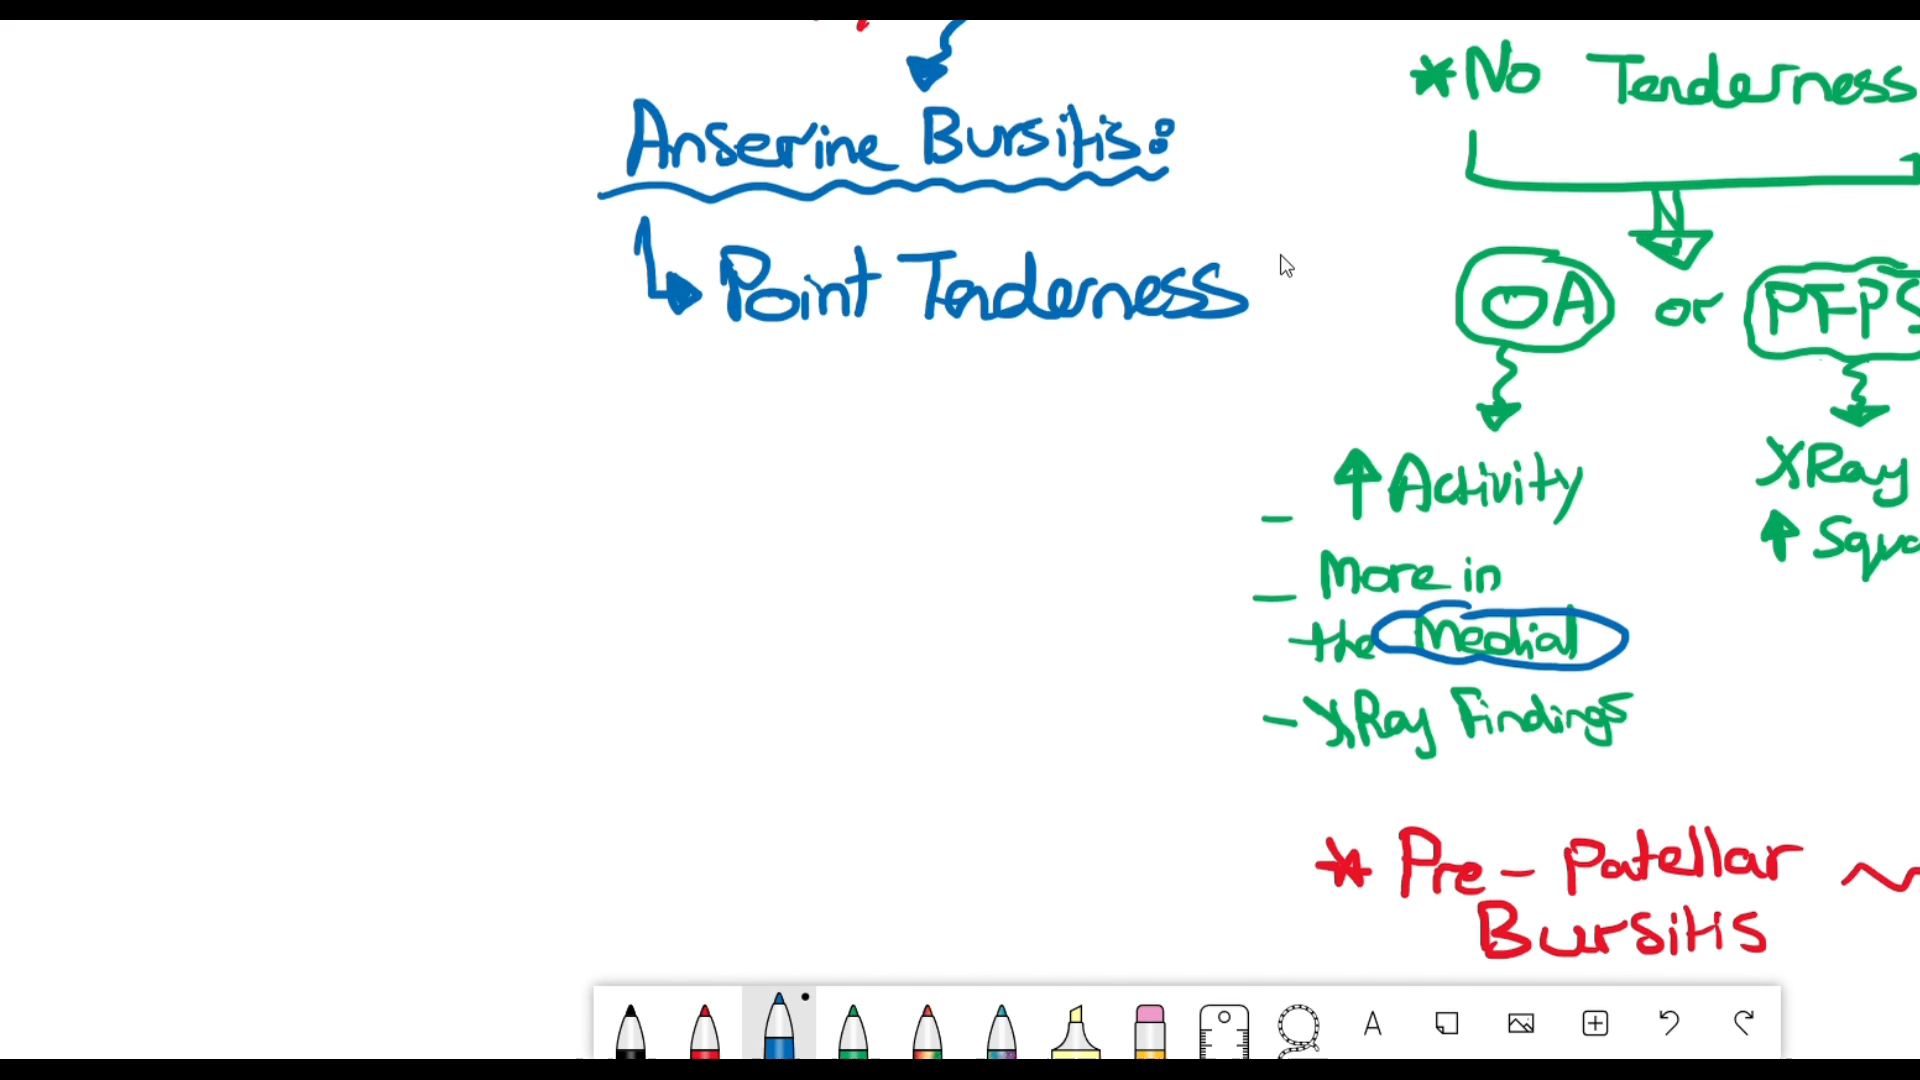 Anserine Bursitis:
Point Tenderness
*No Tenderness
OA or PFPS
↑ Activity
- More in
the Medial
- XRay Findings
XRay
↑
* Pre-Patellar
Bursitis
A